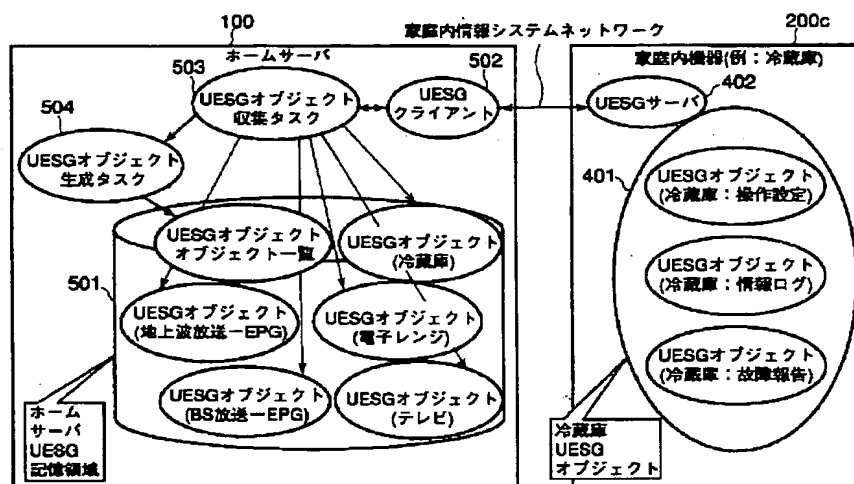 100
家庭内情報システムネットワーク
200c
ホームサーバ
家庭内機器(例：冷蔵庫)
503
UESGオブジェクト
収集タスク
502
UESG
クライアント
402
UESGサーバ
504
UESGオブジェクト
生成タスク
401
UESGオブジェクト
(冷蔵庫：操作設定)
UESGオブジェクト
オブジェクト一覧
UESGオブジェクト
(冷蔵庫)
501
UESGオブジェクト
(冷蔵庫：情報ログ)
UESGオブジェクト
(地上波放送ーEPG)
UESGオブジェクト
(電子レンジ)
UESGオブジェクト
(冷蔵庫：故障報告)
UESGオブジェクト
(BS放送ーEPG)
UESGオブジェクト
(テレビ)
ホーム
サーバ
UESG
記憶領域
冷蔵庫
UESG
オブジェクト